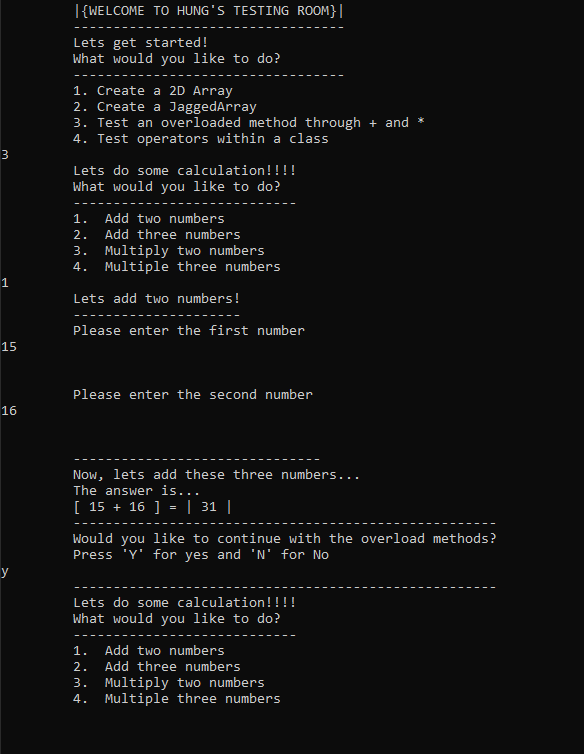 |{WELCOME TO HUNG'S TESTING ROOM}|
----------------------------------
Lets get started!
What would you like to do?
----------------------------------
1. Create a 2D Array
2. Create a JaggedArray
3. Test an overloaded method through + and *
4. Test operators within a class
3
Lets do some calculation!!!!
What would you like to do?
----------------------------
1.  Add two numbers
2.  Add three numbers
3.  Multiply two numbers
4.  Multiple three numbers
1
Lets add two numbers!
---------------------
Please enter the first number
15
Please enter the second number
16
-------------------------------
Now, lets add these three numbers...
The answer is...
[ 15 + 16 ] = | 31 |
-----------------------------------------------------
Would you like to continue with the overload methods?
Press 'Y' for yes and 'N' for No
y
-----------------------------------------------------
Lets do some calculation!!!!
What would you like to do?
----------------------------
1.  Add two numbers
2.  Add three numbers
3.  Multiply two numbers
4.  Multiple three numbers